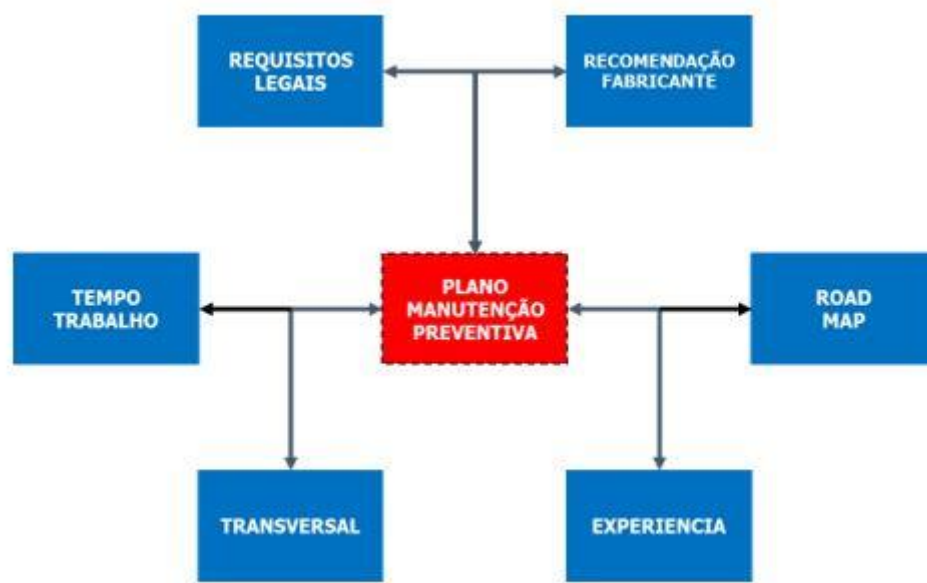 REQUISITOS
LEGAIS
RECOMENDAÇÃO
FABRICANTE
TEMPO
TRABALHO
PLANO
MANUTENÇÃO
PREVENTIVA
ROAD
MAP
TRANSVERSAL
EXPERIENCIA